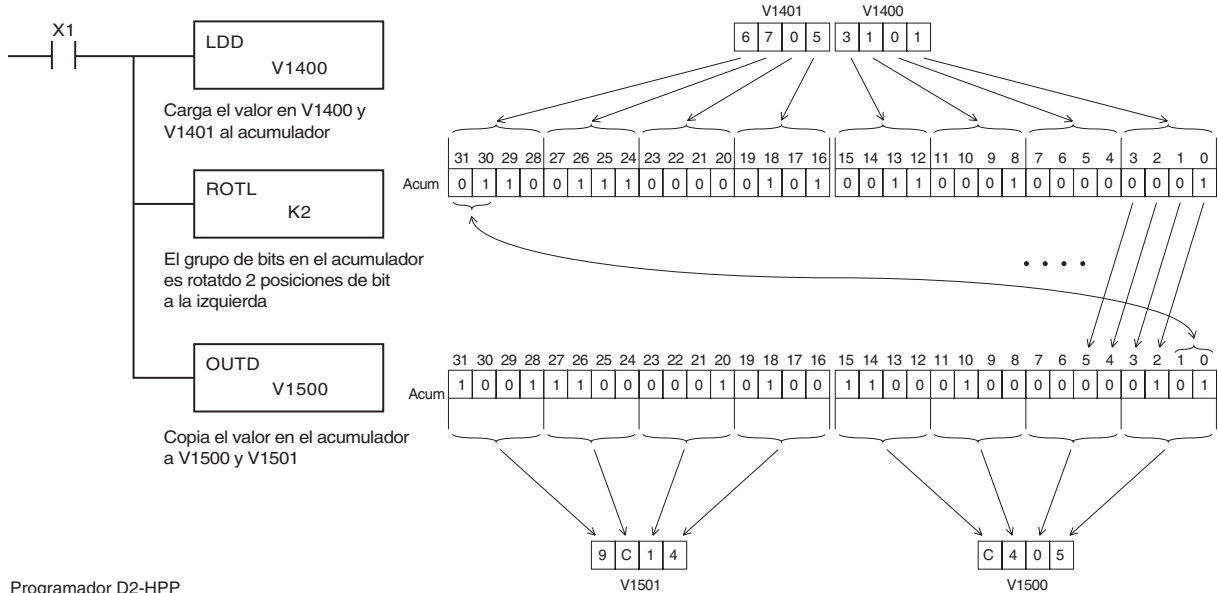 X1
LDD
V1400
Carga el valor en V1400 y
V1401 al acumulador
ROTL
K2
El grupo de bits en el acumulador
es rotatdo 2 posiciones de bit
a la izquierda
OUTD
V1500
Copia el valor en el acumulador
a V1500 y V1501
V1401 V1400
6 7 0 5 3 1 0 1
31 30 29 28 27 26 25 24 23 22 21 20 19 18 17 16 15 14 13 12 11 10 9 8 7 6 5 4 3 2 1 0
Acum 0 1 1 0 0 1 1 1 0 0 0 0 0 1 0 1 0 0 1 1 0 0 0 1 0 0 0 0 0 0 0 1
. . . .
31 30 29 28 27 26 25 24 23 22 21 20 19 18 17 16 15 14 13 12 11 10 9 8 7 6 5 4 3 2 1 0
Acum 1 0 0 1 1 1 0 0 0 0 0 1 0 1 0 0 1 1 0 0 0 1 0 0 0 0 0 0 0 1 0 1
9 C 1 4 C 4 0 5
V1501 V1500
Programador D2-HPP